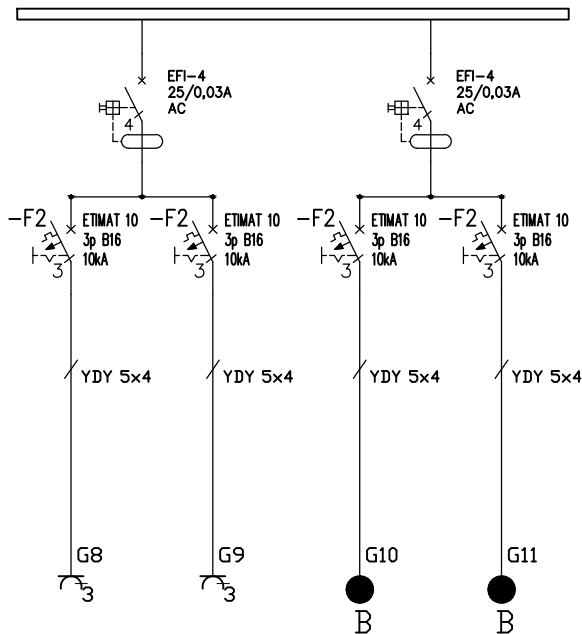 EFI-4
25/0,03A
AC
4
EFI-4
25/0,03A
AC
4
-F2
ETIMAT 10
3p B16
10kA
3
-F2
ETIMAT 10
3p B16
10kA
3
-F2
ETIMAT 10
3p B16
10kA
3
-F2
ETIMAT 10
3p B16
10kA
3
YDY 5x4
YDY 5x4
YDY 5x4
YDY 5x4
G8
3
G9
3
G10
B
G11
B